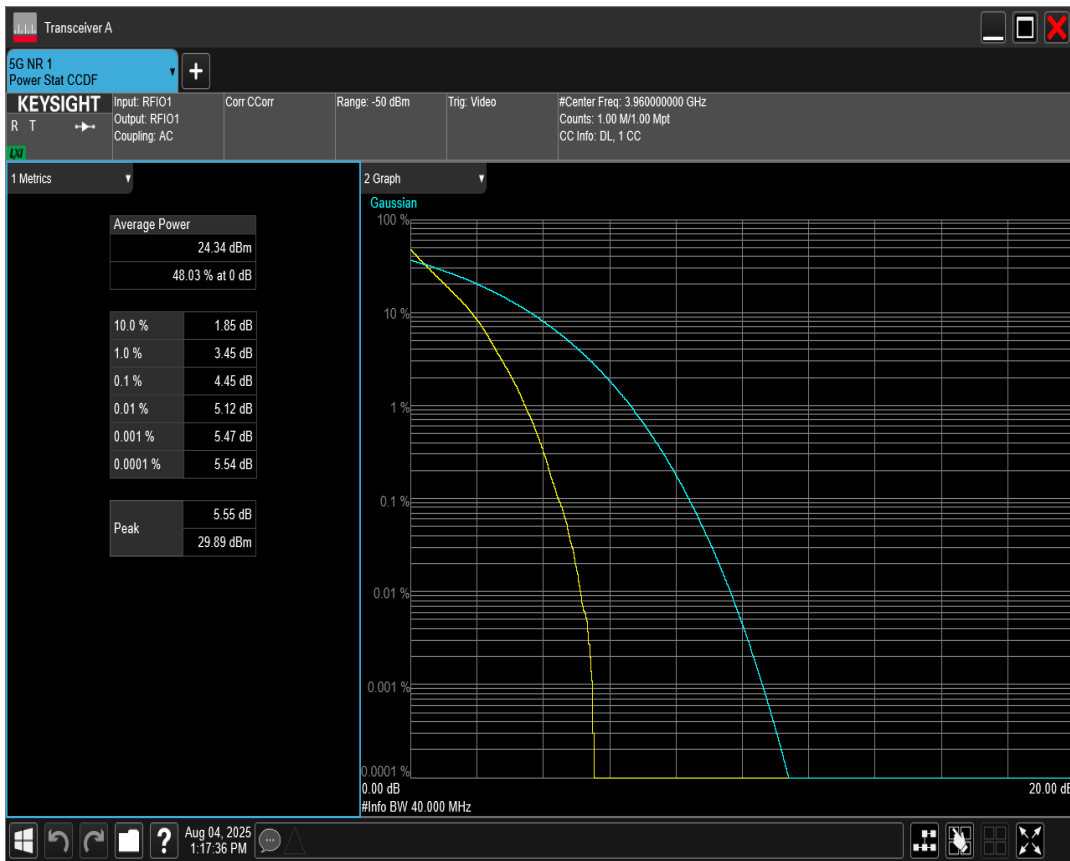 Transceiver A
5G NR 1
Power Stat CCDF
KEYSIGHT
R T
LXI
Input: RFIO1
Output: RFIO1
Coupling: AC
Corr CCorr
Range: -50 dBm
Trig: Video
#Center Freq: 3.960000000 GHz
Counts: 1.00 M/1.00 Mpt
CC Info: DL, 1 CC
1 Metrics
Average Power
24.34 dBm
48.03 % at 0 dB
10.0 % 1.85 dB
1.0 % 3.45 dB
0.1 % 4.45 dB
0.01 % 5.12 dB
0.001 % 5.47 dB
0.0001 % 5.54 dB
Peak
5.55 dB
29.89 dBm
2 Graph
Gaussian
100 %
10 %
1 %
0.1 %
0.01 %
0.001 %
0.0001 %
0.00 dB 20.00 dB
#Info BW 40.000 MHz
Aug 04, 2025
1:17:36 PM